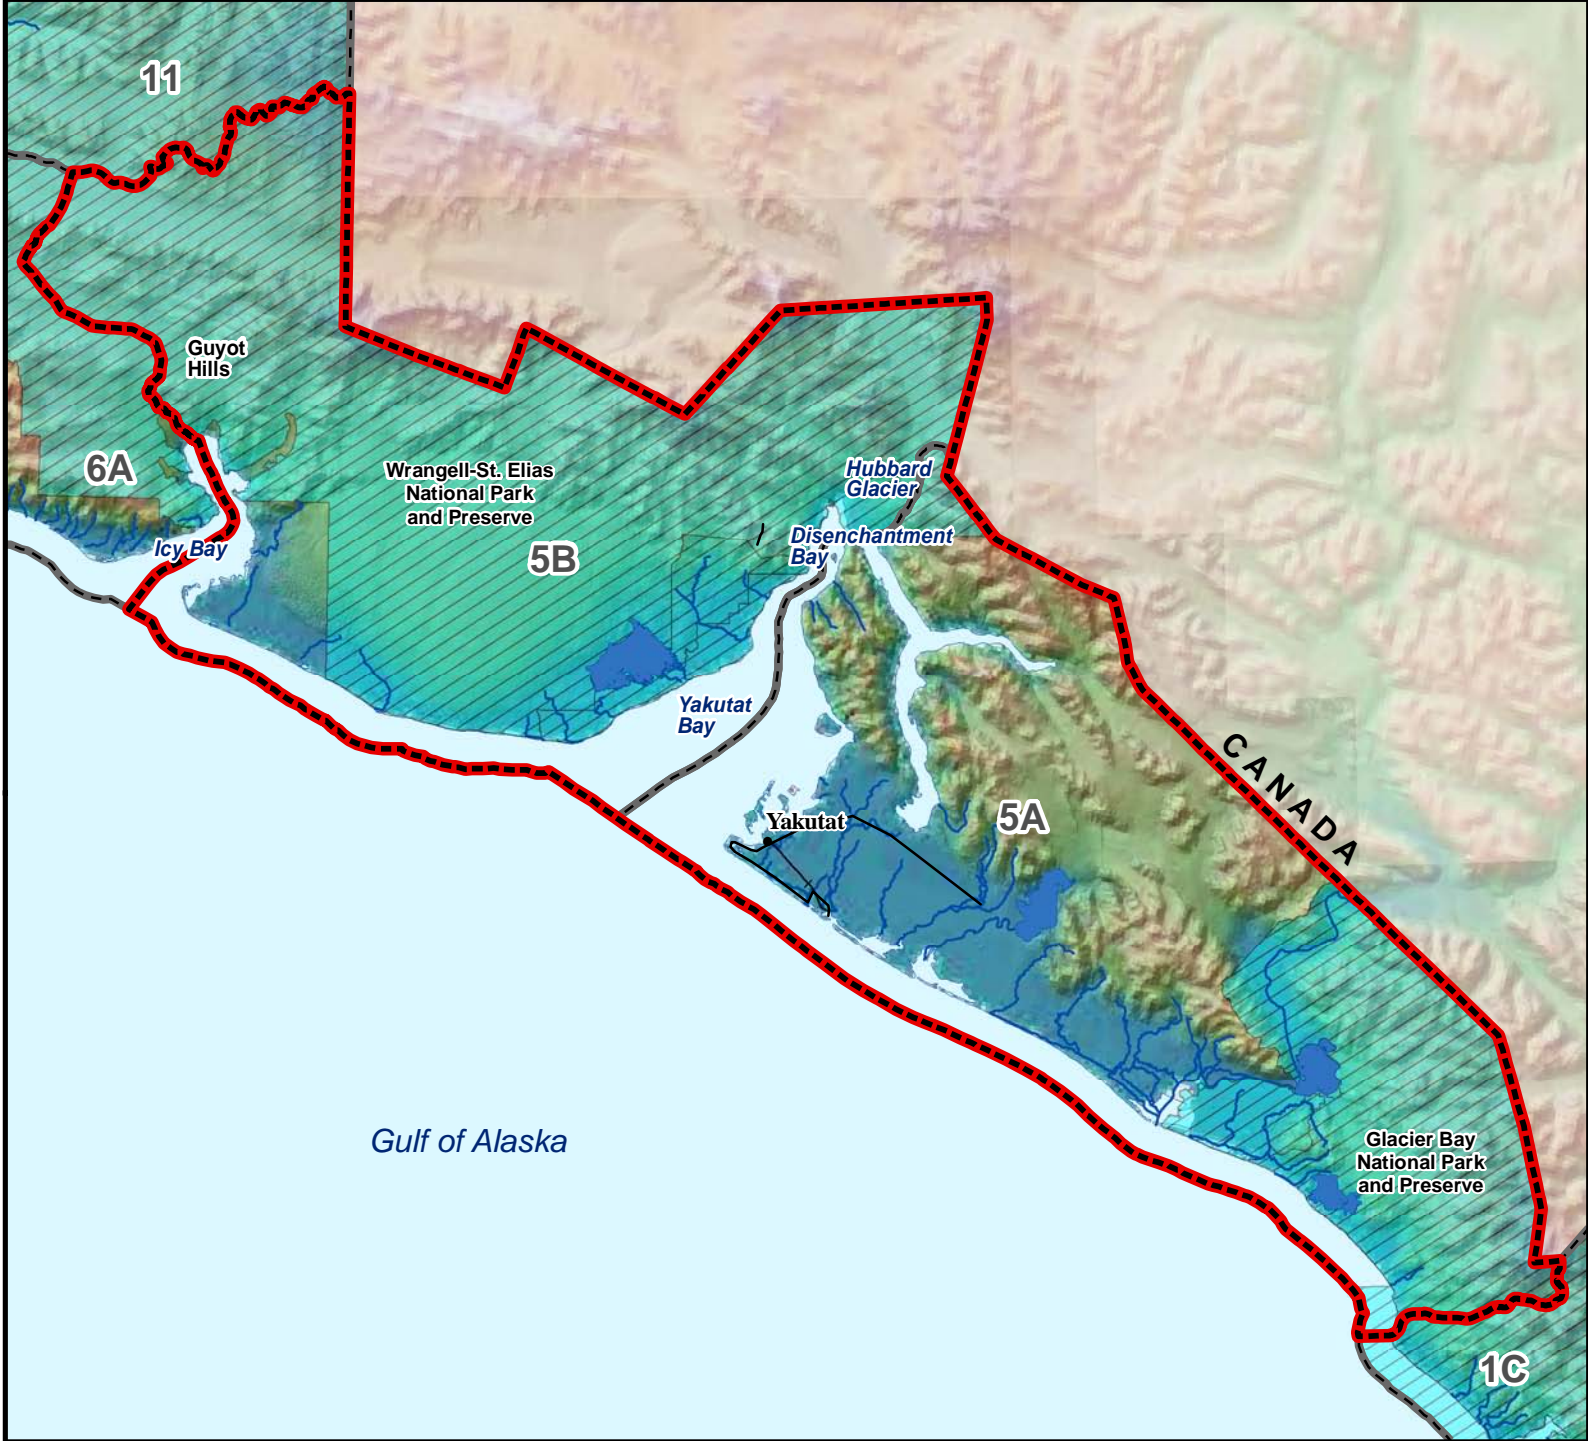 11
Guyot
Hills
6A
Wrangell-St. Elias
National Park
and Preserve
Hubbard
Glacier
Icy Bay
5B
Disenchantment
Bay
Yakutat
Bay
CANADA
Yakutat
5A
Gulf of Alaska
Glacier Bay
National Park
and Preserve
1C